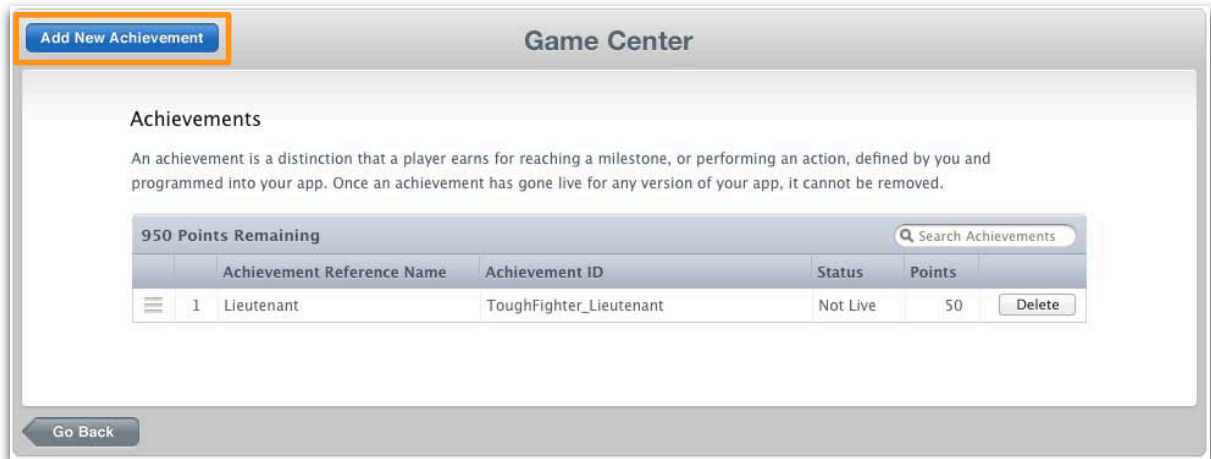 Add New Achievement
Game Center
Achievements
An achievement is a distinction that a player earns for reaching a milestone, or performing an action, defined by you and
programmed into your app. Once an achievement has gone live for any version of your app, it cannot be removed.
950 Points Remaining
Search Achievements
Achievement Reference Name Achievement ID Status Points
1 Lieutenant ToughFighter_Lieutenant Not Live 50 Delete
Go Back